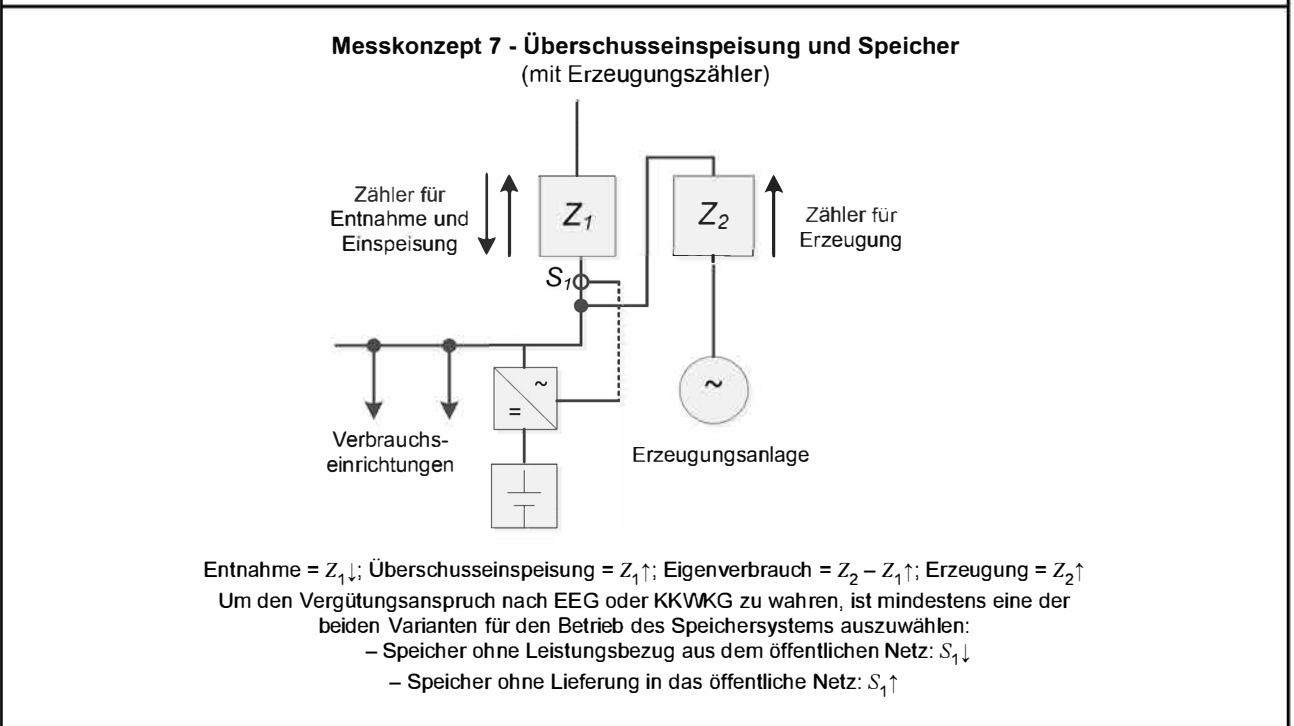 Messkonzept 7 - Überschusseinspeisung und Speicher
(mit Erzeugungszähler)
Zähler für
Entnahme und
Einspeisung
Z₁
Z₂
Zähler für
Erzeugung
S₁
~
=
~
Verbrauchs-
einrichtungen
Erzeugungsanlage
Entnahme = Z₁↓; Überschusseinspeisung = Z₁↑; Eigenverbrauch = Z₂ – Z₁↑; Erzeugung = Z₂↑
Um den Vergütungsanspruch nach EEG oder KKWKG zu wahren, ist mindestens eine der
beiden Varianten für den Betrieb des Speichersystems auszuwählen:
– Speicher ohne Leistungsbezug aus dem öffentlichen Netz: S₁↓
– Speicher ohne Lieferung in das öffentliche Netz: S₁↑